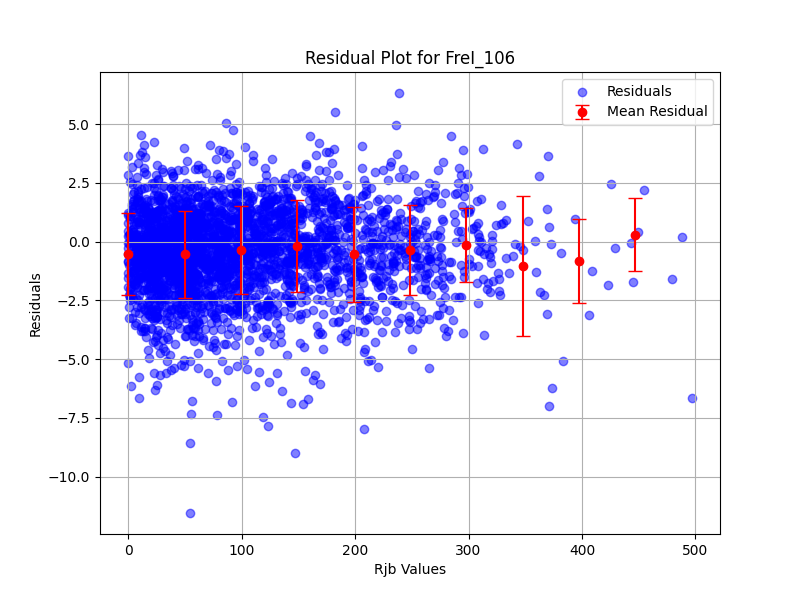 Residual Plot for FreI_106
Residuals
Mean Residual
5.0
2.5
0.0
−2.5
−5.0
−7.5
−10.0
Residuals
0 100 200 300 400 500
Rjb Values